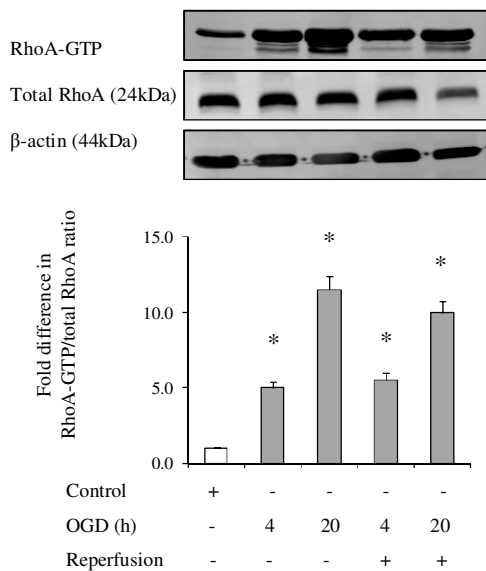 RhoA-GTP
Total RhoA (24kDa)
β-actin (44kDa)
Fold difference in
RhoA-GTP/total RhoA ratio
15.0
10.0
5.0
0.0
* * * *
Control + - - - -
OGD (h) - 4 20 4 20
Reperfusion - - - + +